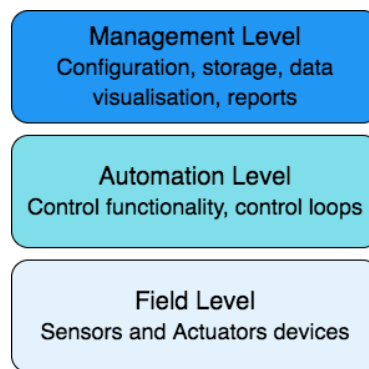 Management Level
Configuration, storage, data
visualisation, reports
Automation Level
Control functionality, control loops
Field Level
Sensors and Actuators devices